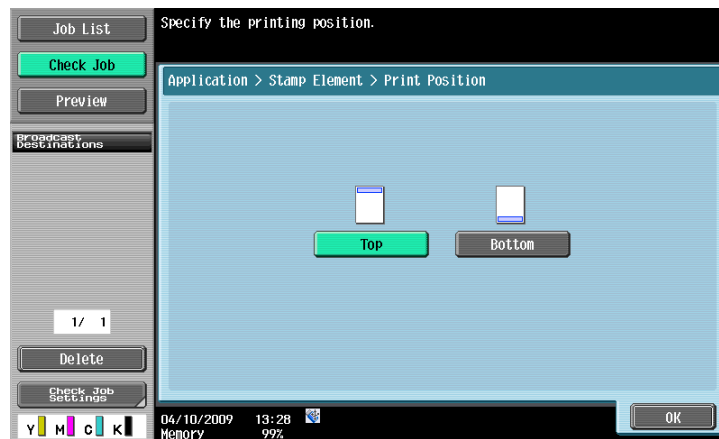 Job List
Specify the printing position.
Check Job
Application > Stamp Element > Print Position
Preview
Broadcast
Destinations
Top
Bottom
1/ 1
Delete
Check Job
Settings
OK
04/10/2009 13:28
Y M C K
Memory 99%